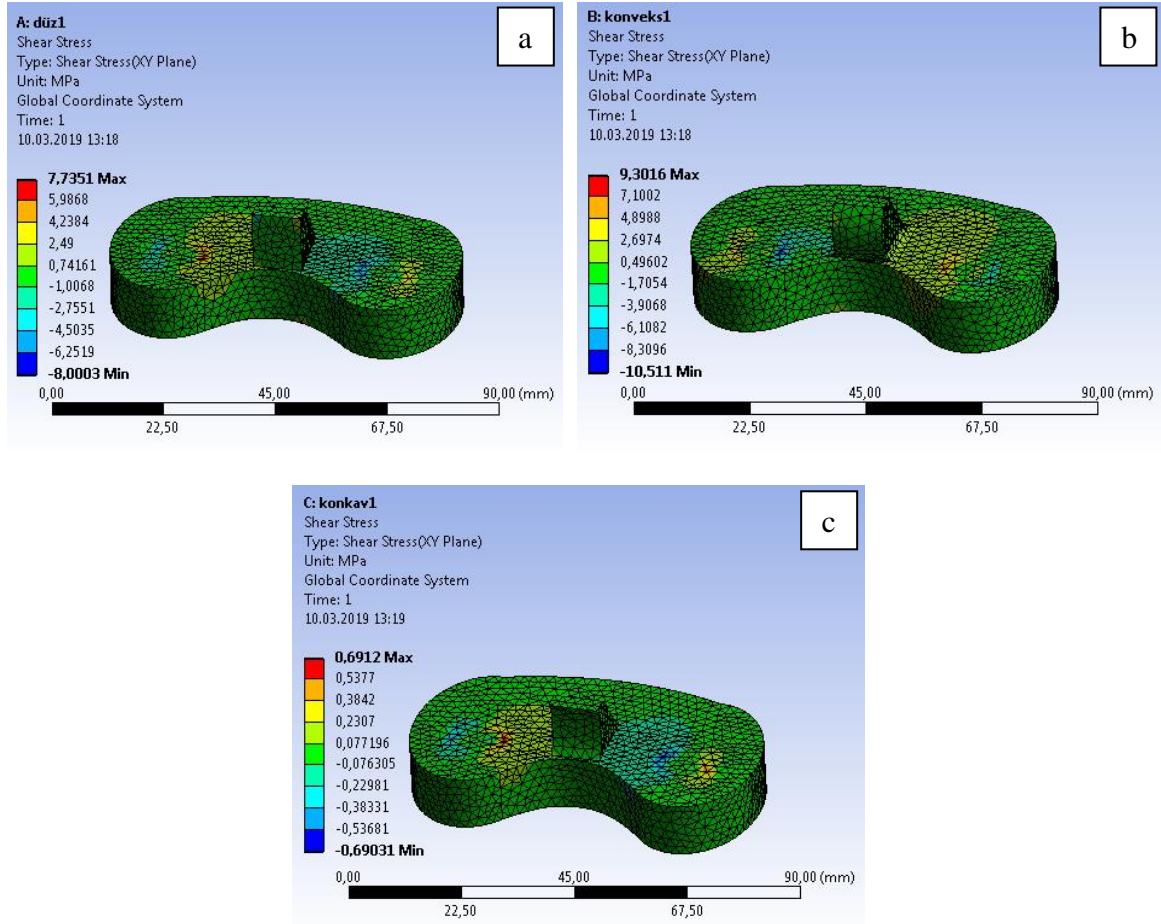 A: düz1
Shear Stress
Type: Shear Stress(XY Plane)
Unit: MPa
Global Coordinate System
Time: 1
10.03.2019 13:18
a
7,7351 Max
5,9868
4,2384
2,49
0,74161
-1,0068
-2,7551
-4,5035
-6,2519
-8,0003 Min
0,00 45,00 90,00 (mm)
22,50 67,50
B: konveks1
Shear Stress
Type: Shear Stress(XY Plane)
Unit: MPa
Global Coordinate System
Time: 1
10.03.2019 13:18
b
9,3016 Max
7,1002
4,8988
2,6974
0,49602
-1,7054
-3,9068
-6,1082
-8,3096
-10,511 Min
0,00 45,00 90,00 (mm)
22,50 67,50
C: konkav1
Shear Stress
Type: Shear Stress(XY Plane)
Unit: MPa
Global Coordinate System
Time: 1
10.03.2019 13:19
c
0,6912 Max
0,5377
0,3842
0,2307
0,077196
-0,076305
-0,22981
-0,38331
-0,53681
-0,69031 Min
0,00 45,00 90,00 (mm)
22,50 67,50